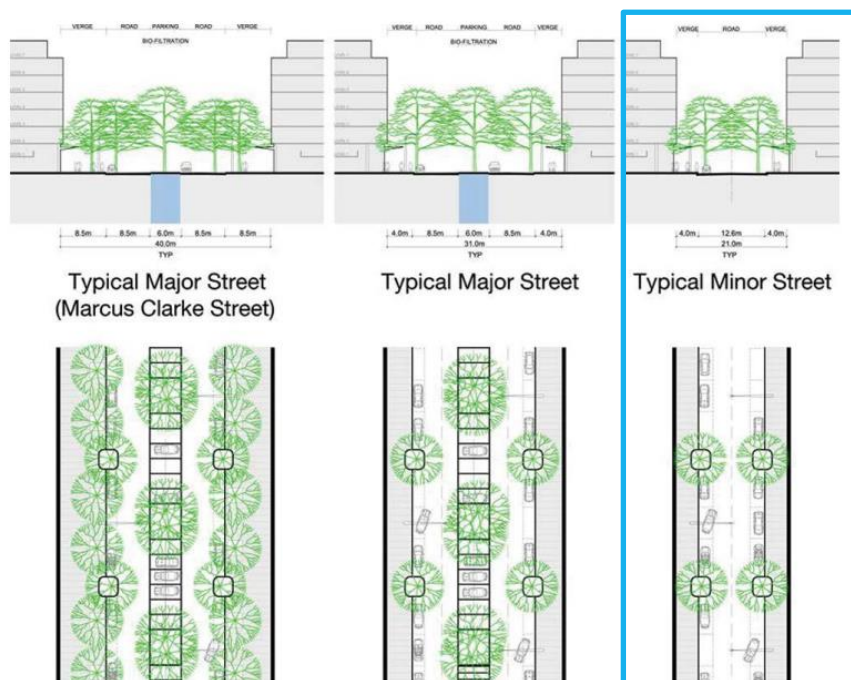 VERGE ROAD PARKING ROAD VERGE
BIO-FILTRATION
8.5m 8.5m 6.0m 8.5m 8.5m
40.0m
TYP
Typical Major Street
(Marcus Clarke Street)
VERGE ROAD PARKING ROAD VERGE
BIO-FILTRATION
4.0m 8.5m 6.0m 8.5m 4.0m
31.0m
TYP
Typical Major Street
VERGE ROAD VERGE
4.0m 12.6m 4.0m
21.0m
TYP
Typical Minor Street